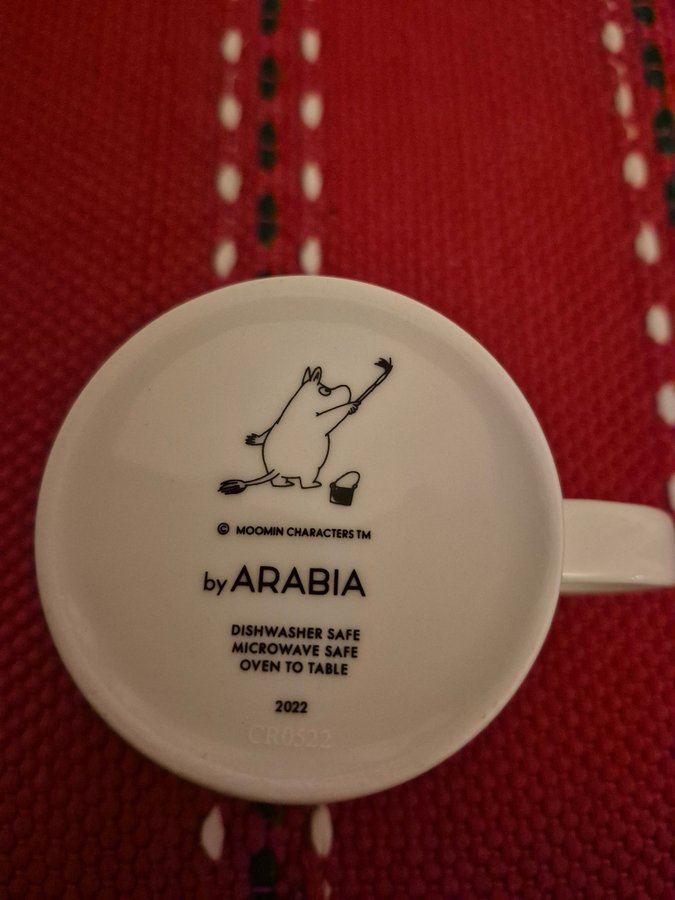 © MOOMIN CHARACTERS TM
by ARABIA
DISHWASHER SAFE
MICROWAVE SAFE
OVEN TO TABLE
2022
CR0522